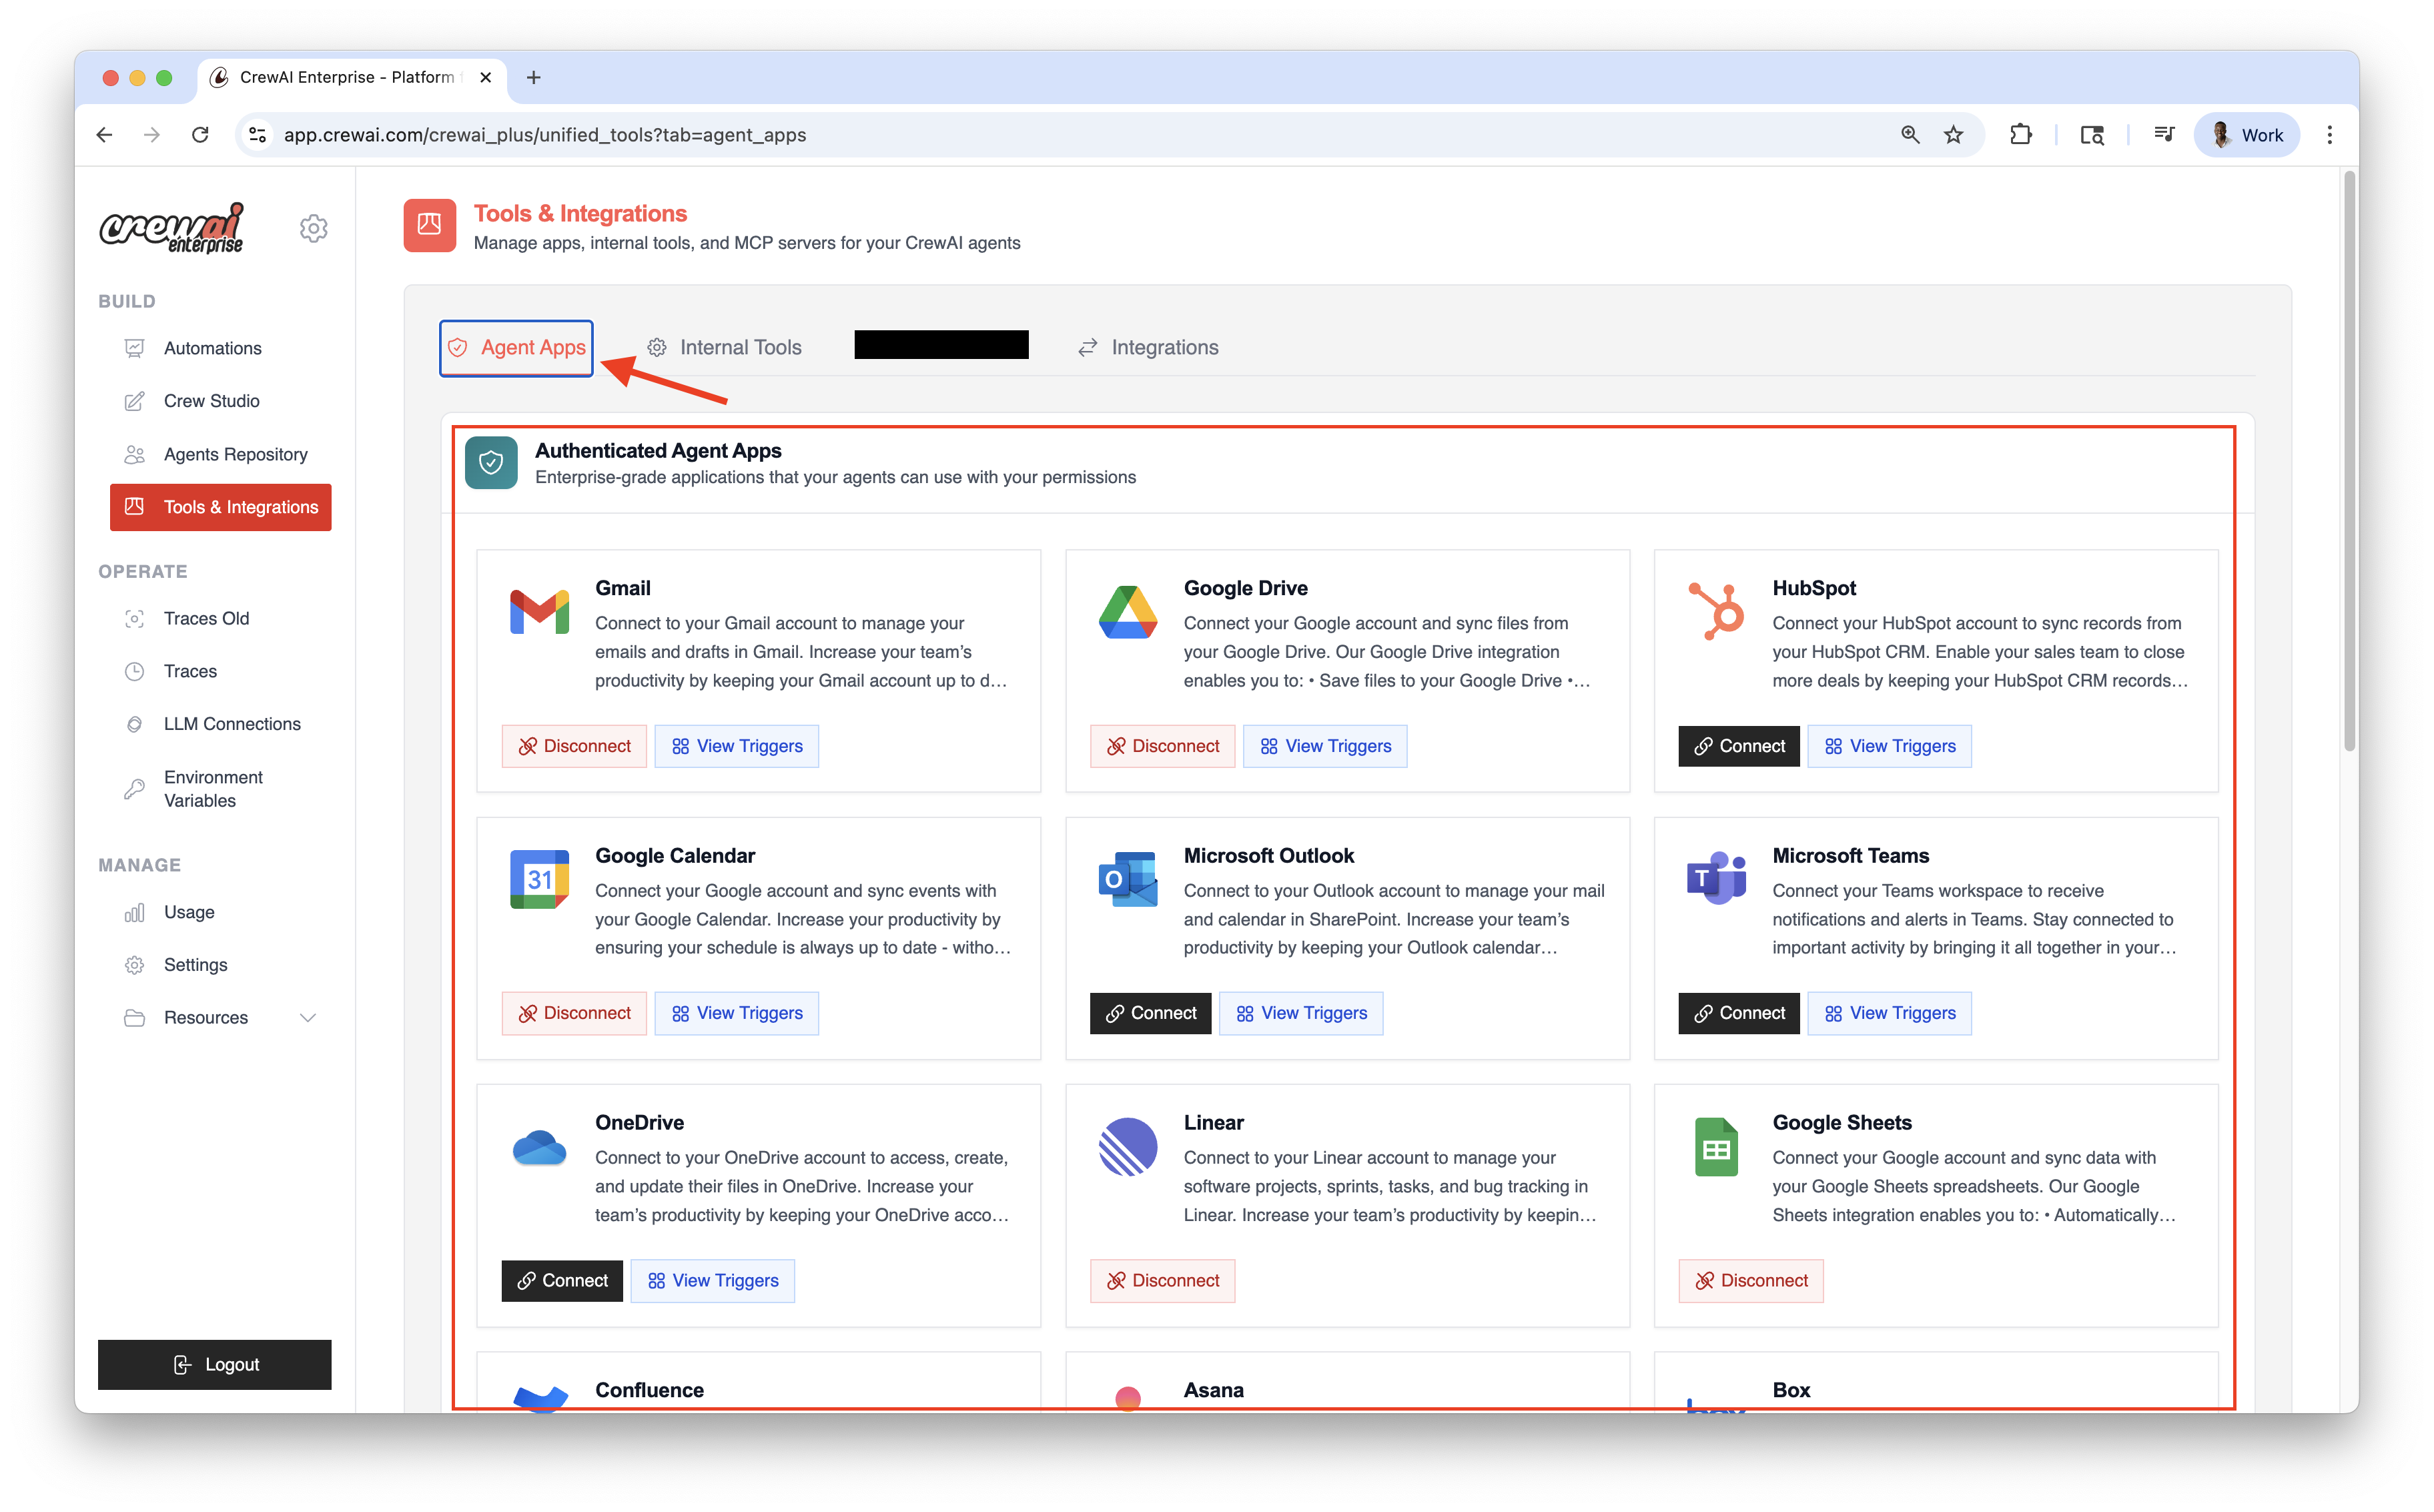 CrewAI Enterprise - Platform f
app.crewai.com/crewai_plus/unified_tools?tab=agent_apps
Work
crewai
enterprise
BUILD
Automations
Crew Studio
Agents Repository
Tools & Integrations
OPERATE
Traces Old
Traces
LLM Connections
Environment
Variables
MANAGE
Usage
Settings
Resources
Logout
Tools & Integrations
Manage apps, internal tools, and MCP servers for your CrewAI agents
Agent Apps
Internal Tools
Integrations
Authenticated Agent Apps
Enterprise-grade applications that your agents can use with your permissions
Gmail
Connect to your Gmail account to manage your
emails and drafts in Gmail. Increase your team's
productivity by keeping your Gmail account up to d...
Disconnect
View Triggers
Google Drive
Connect your Google account and sync files from
your Google Drive. Our Google Drive integration
enables you to: • Save files to your Google Drive •...
Disconnect
View Triggers
HubSpot
Connect your HubSpot account to sync records from
your HubSpot CRM. Enable your sales team to close
more deals by keeping your HubSpot CRM records...
Connect
View Triggers
31
Google Calendar
Connect your Google account and sync events with
your Google Calendar. Increase your productivity by
ensuring your schedule is always up to date - witho...
Disconnect
View Triggers
O
Microsoft Outlook
Connect to your Outlook account to manage your mail
and calendar in SharePoint. Increase your team's
productivity by keeping your Outlook calendar...
Connect
View Triggers
T
Microsoft Teams
Connect your Teams workspace to receive
notifications and alerts in Teams. Stay connected to
important activity by bringing it all together in your...
Connect
View Triggers
OneDrive
Connect to your OneDrive account to access, create,
and update their files in OneDrive. Increase your
team's productivity by keeping your OneDrive acco...
Connect
View Triggers
Linear
Connect to your Linear account to manage your
software projects, sprints, tasks, and bug tracking in
Linear. Increase your team's productivity by keepin...
Disconnect
Google Sheets
Connect your Google account and sync data with
your Google Sheets spreadsheets. Our Google
Sheets integration enables you to: • Automatically...
Disconnect
Confluence
Asana
box
Box